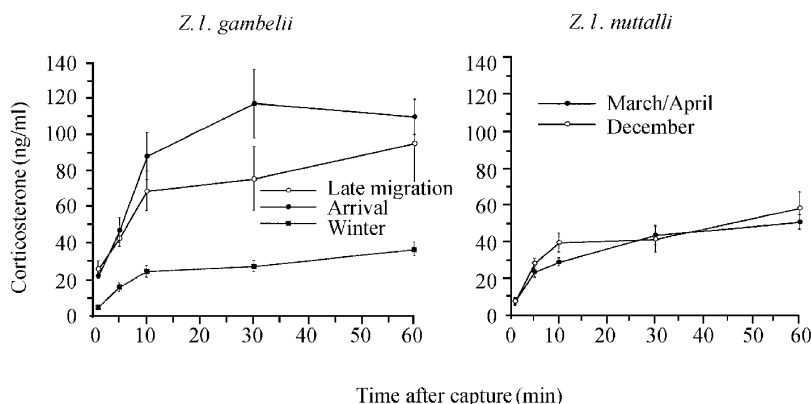 Z. l. gambelii
Z. l. nuttalli
Corticosterone (ng/ml)
140
120
100
80
60
40
20
0
0 10 20 30 40 50 60
Late migration
Arrival
Winter
140
120
100
80
60
40
20
0
0 10 20 30 40 50 60
March/April
December
Time after capture (min)